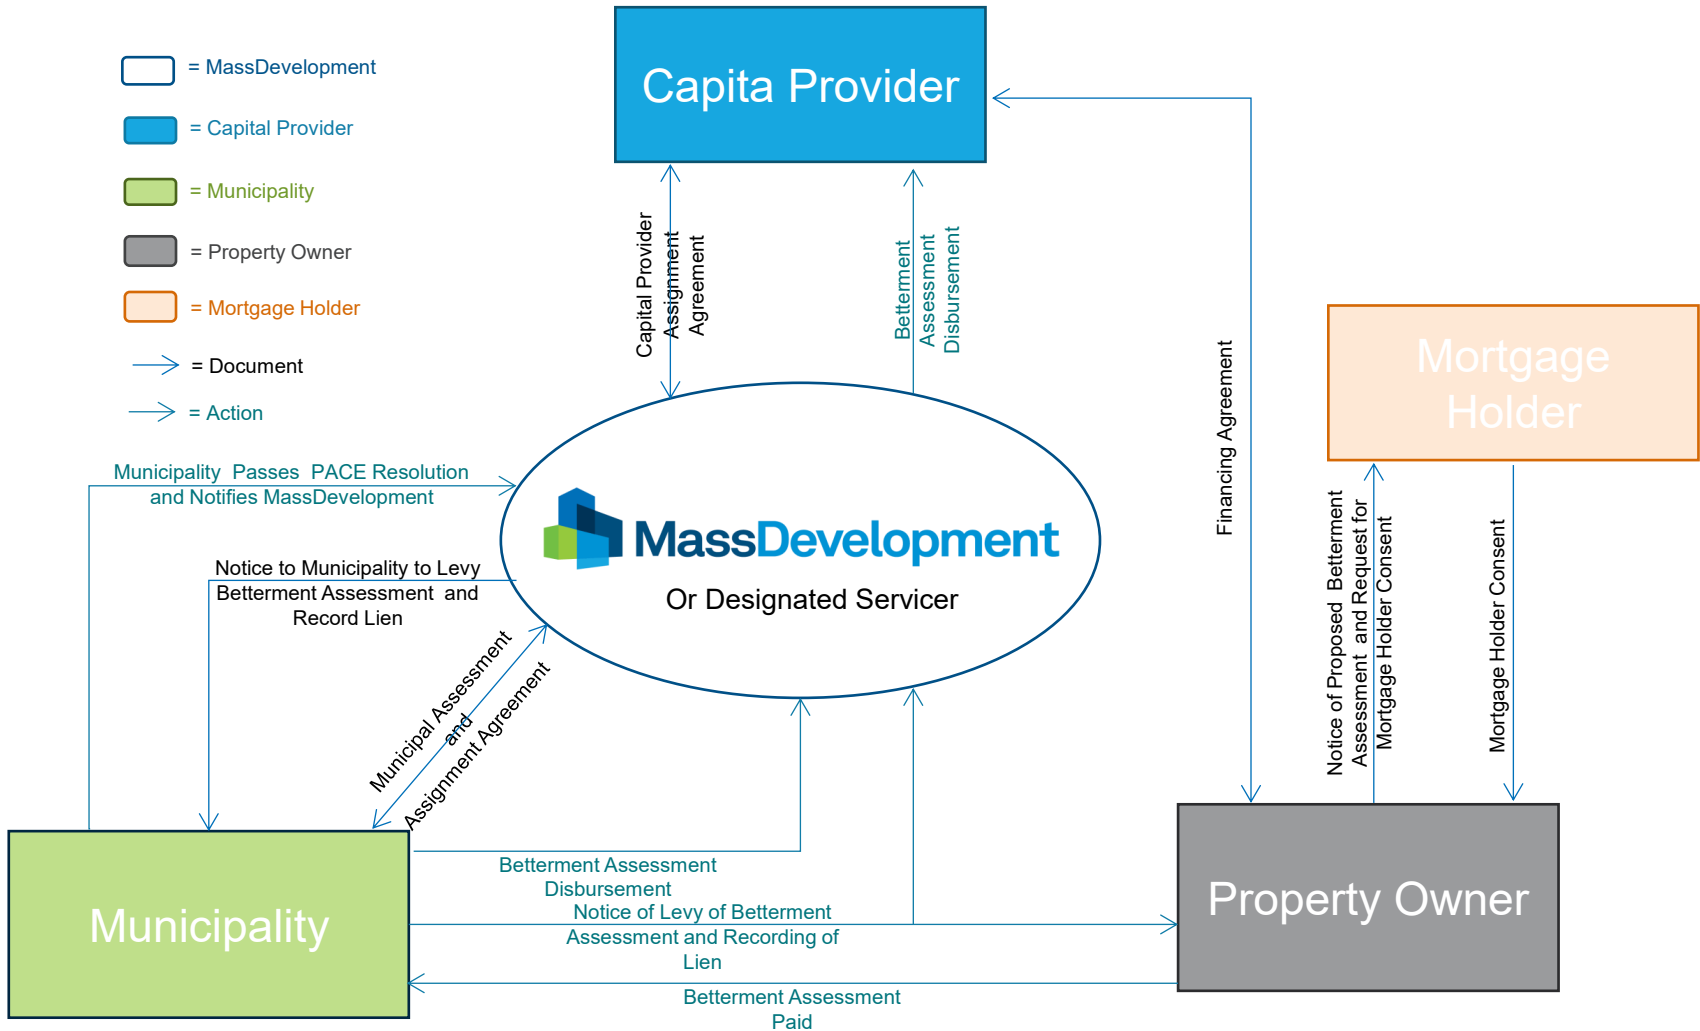 Capita Provider
= MassDevelopment
= Capital Provider
= Municipality
= Property Owner
= Mortgage Holder
= Document
= Action
Capital Provider
Assignment
Agreement
Betterment
Assessment
Disbursement
Financing Agreement
Mortgage
Holder
Municipality Passes PACE Resolution
and Notifies MassDevelopment
MassDevelopment
Or Designated Servicer
Notice to Municipality to Levy
Betterment Assessment and
Record Lien
Municipal Assessment
and
Assignment Agreement
Notice of Proposed Betterment
Assessment and Request for
Mortgage Holder Consent
Mortgage Holder Consent
Municipality
Betterment Assessment
Disbursement
Notice of Levy of Betterment
Assessment and Recording of
Lien
Betterment Assessment
Paid
Property Owner